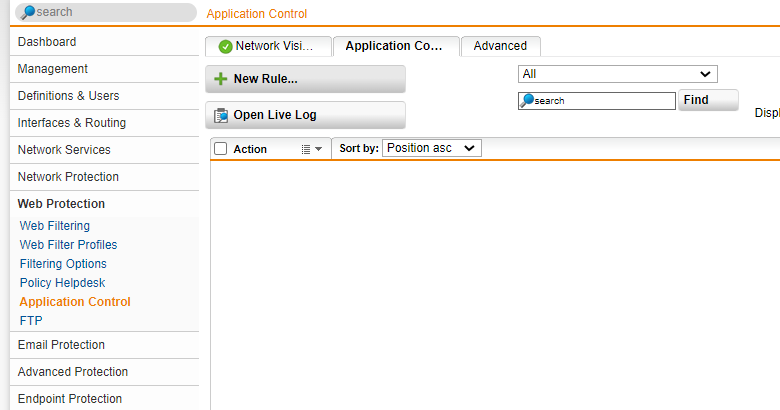 search
Application Control
Dashboard
Management
Definitions & Users
Interfaces & Routing
Network Services
Network Protection
Web Protection
Web Filtering
Web Filter Profiles
Filtering Options
Policy Helpdesk
Application Control
FTP
Email Protection
Advanced Protection
Endpoint Protection
Network Visi...
Application Co...
Advanced
New Rule...
All
search
Find
Open Live Log
Displ
Action
Sort by: Position asc